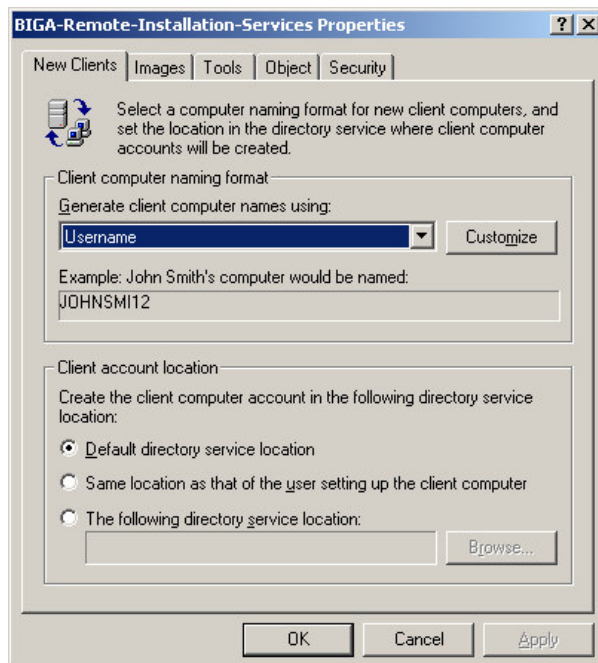 BIGA-Remote-Installation-Services Properties
New Clients Images Tools Object Security
Select a computer naming format for new client computers, and
set the location in the directory service where client computer
accounts will be created.
Client computer naming format
Generate client computer names using:
Username Customize
Example: John Smith's computer would be named:
JOHNSMI12
Client account location
Create the client computer account in the following directory service
location:
Default directory service location
Same location as that of the user setting up the client computer
The following directory service location:
Browse...
OK Cancel Apply